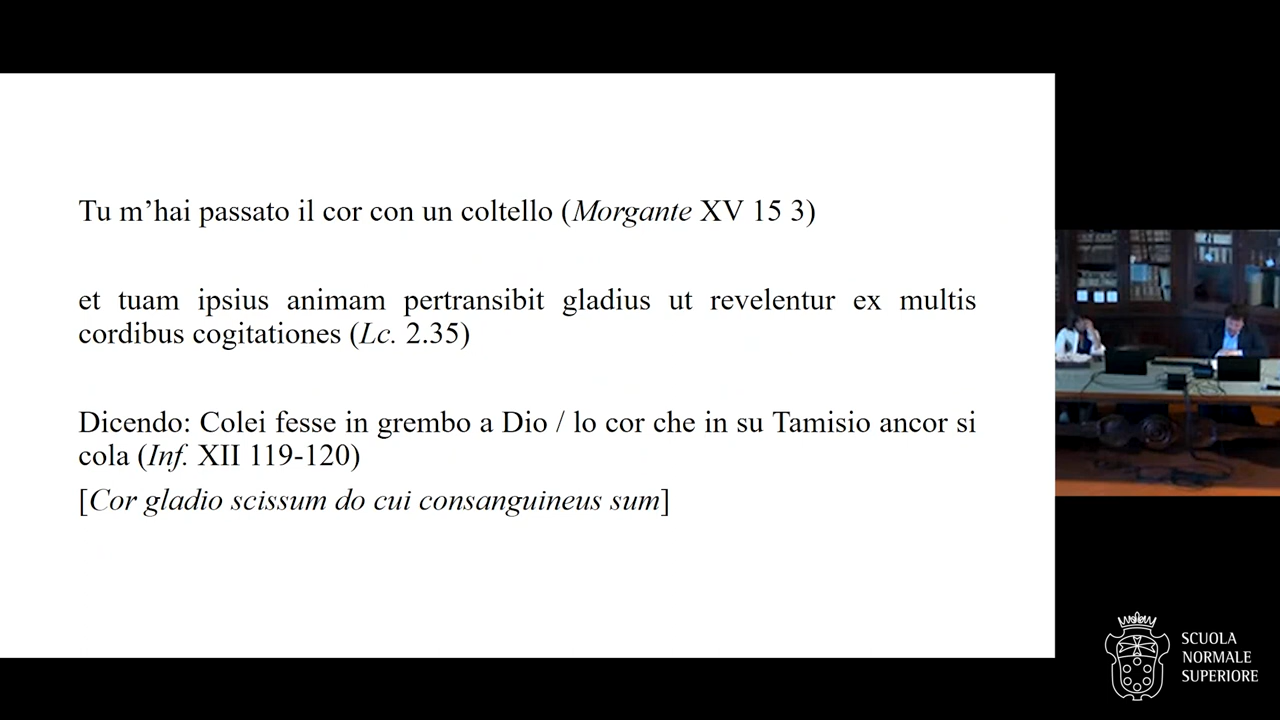 Tu m’hai passato il cor con un coltello (Morgante XV 15 3)
et tuam ipsius animam pertransibit gladius ut revelentur ex multis
cordibus cogitationes (Lc. 2.35)
Dicendo: Colei fesse in grembo a Dio / lo cor che in su Tamisio ancor si
cola (Inf. XII 119-120)
[Cor gladio scissum do cui consanguineus sum]
SCUOLA
NORMALE
SUPERIORE